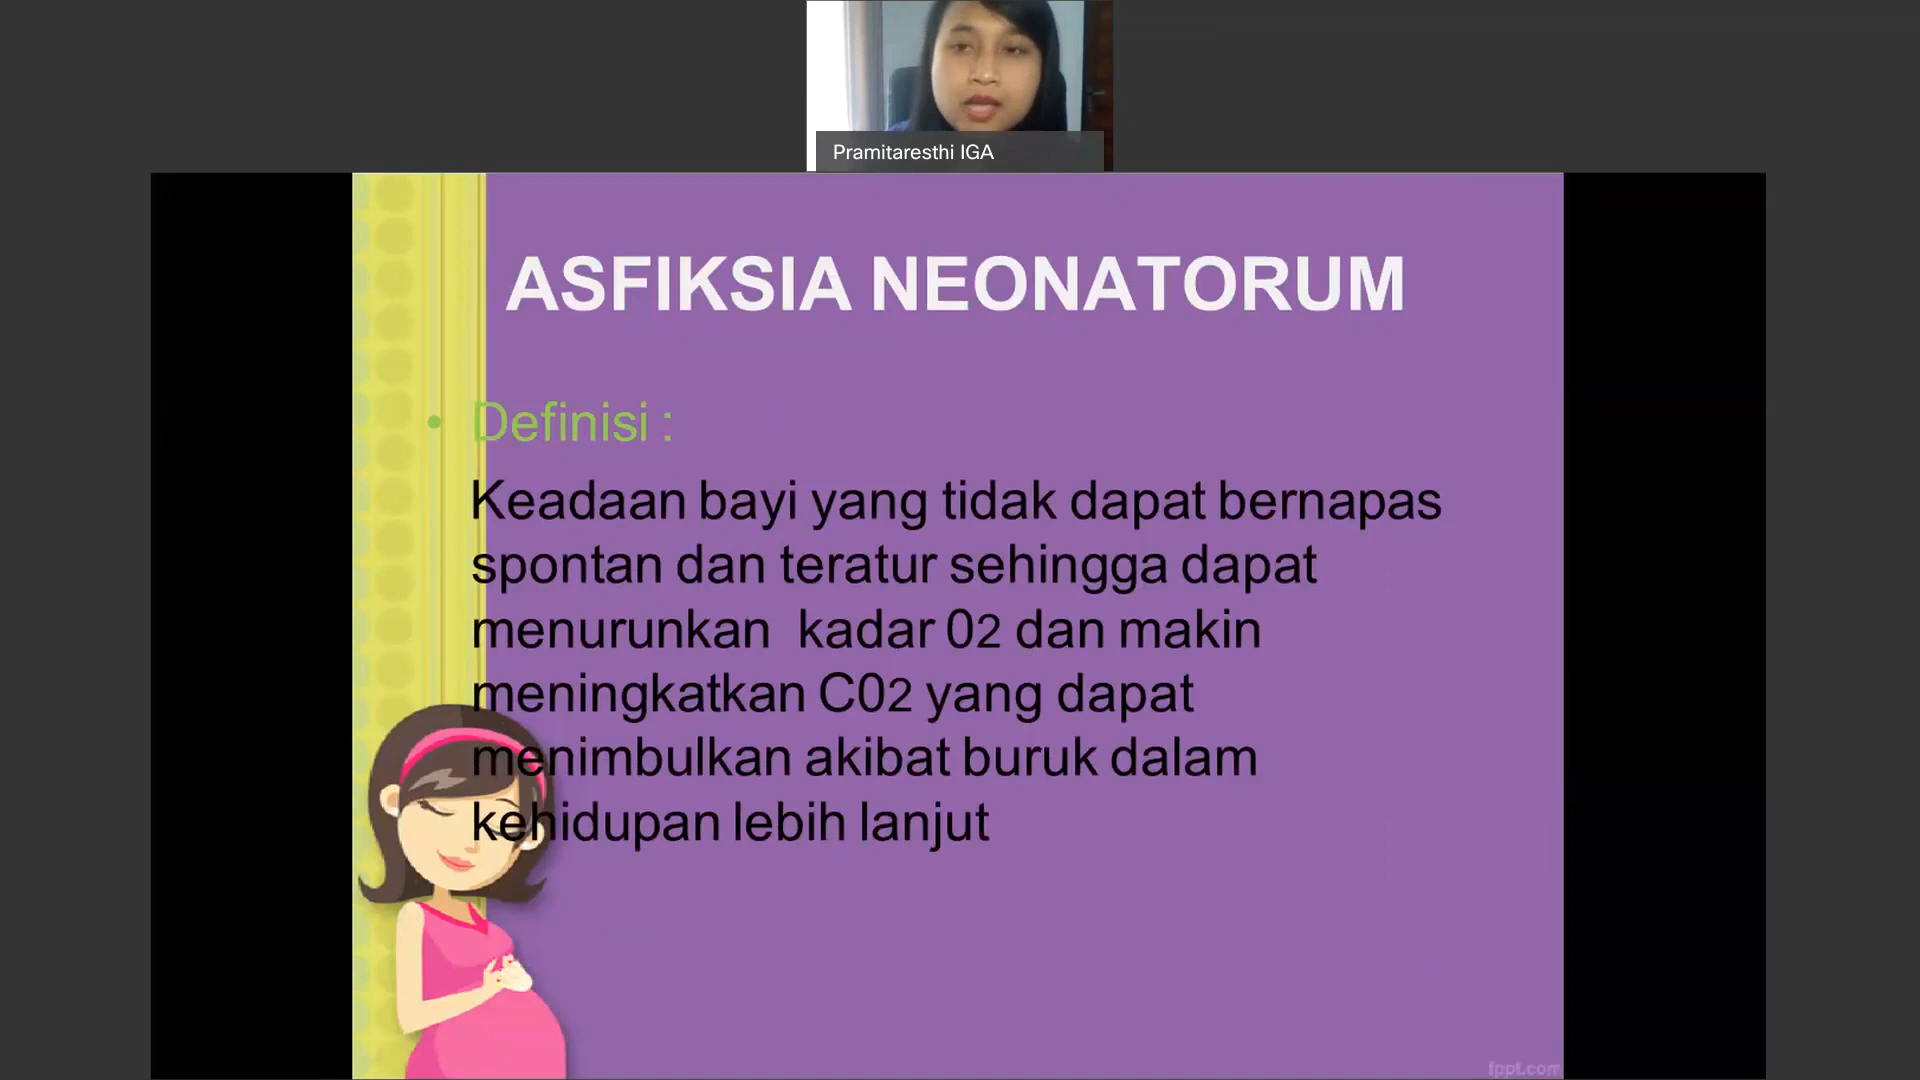 Pramitaresthi IGA
ASFIKSIA NEONATORUM
• Definisi :
Keadaan bayi yang tidak dapat bernapas
spontan dan teratur sehingga dapat
menurunkan  kadar 02 dan makin
meningkatkan C02 yang dapat
menimbulkan akibat buruk dalam
kehidupan lebih lanjut
fppt.com